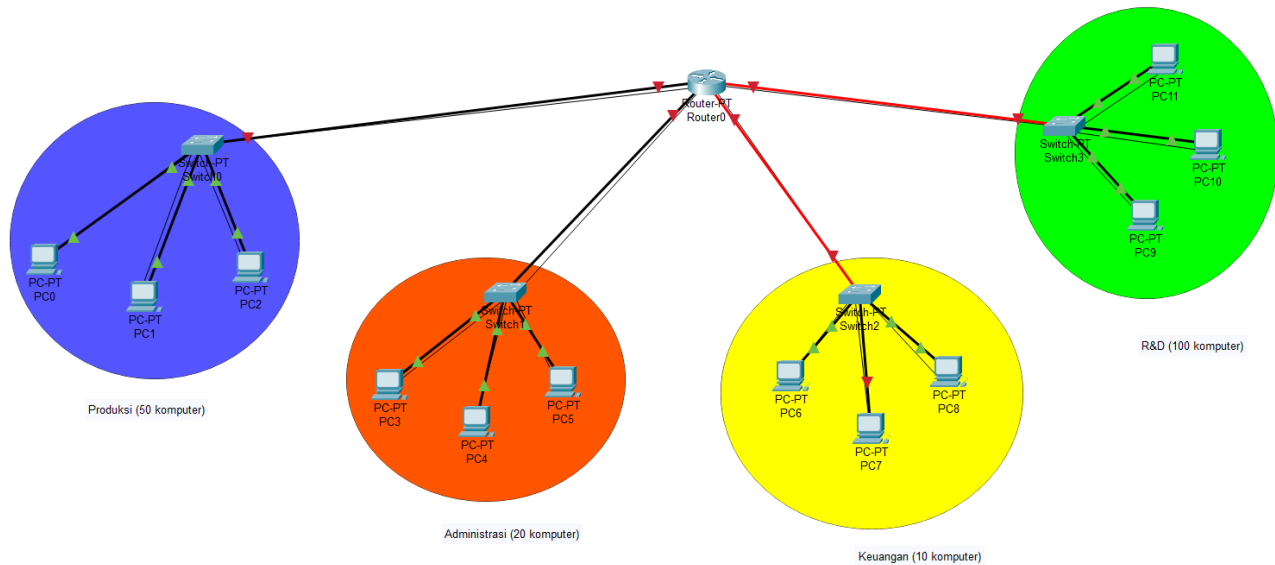 Router-PT
Router0
Switch-PT
Switch0
PC-PT
PC0
PC-PT
PC1
PC-PT
PC2
Produksi (50 komputer)
Switch-PT
Switch1
PC-PT
PC3
PC-PT
PC4
PC-PT
PC5
Administrasi (20 komputer)
Switch-PT
Switch2
PC-PT
PC6
PC-PT
PC7
PC-PT
PC8
Keuangan (10 komputer)
Switch-PT
Switch3
PC-PT
PC11
PC-PT
PC10
PC-PT
PC9
R&D (100 komputer)